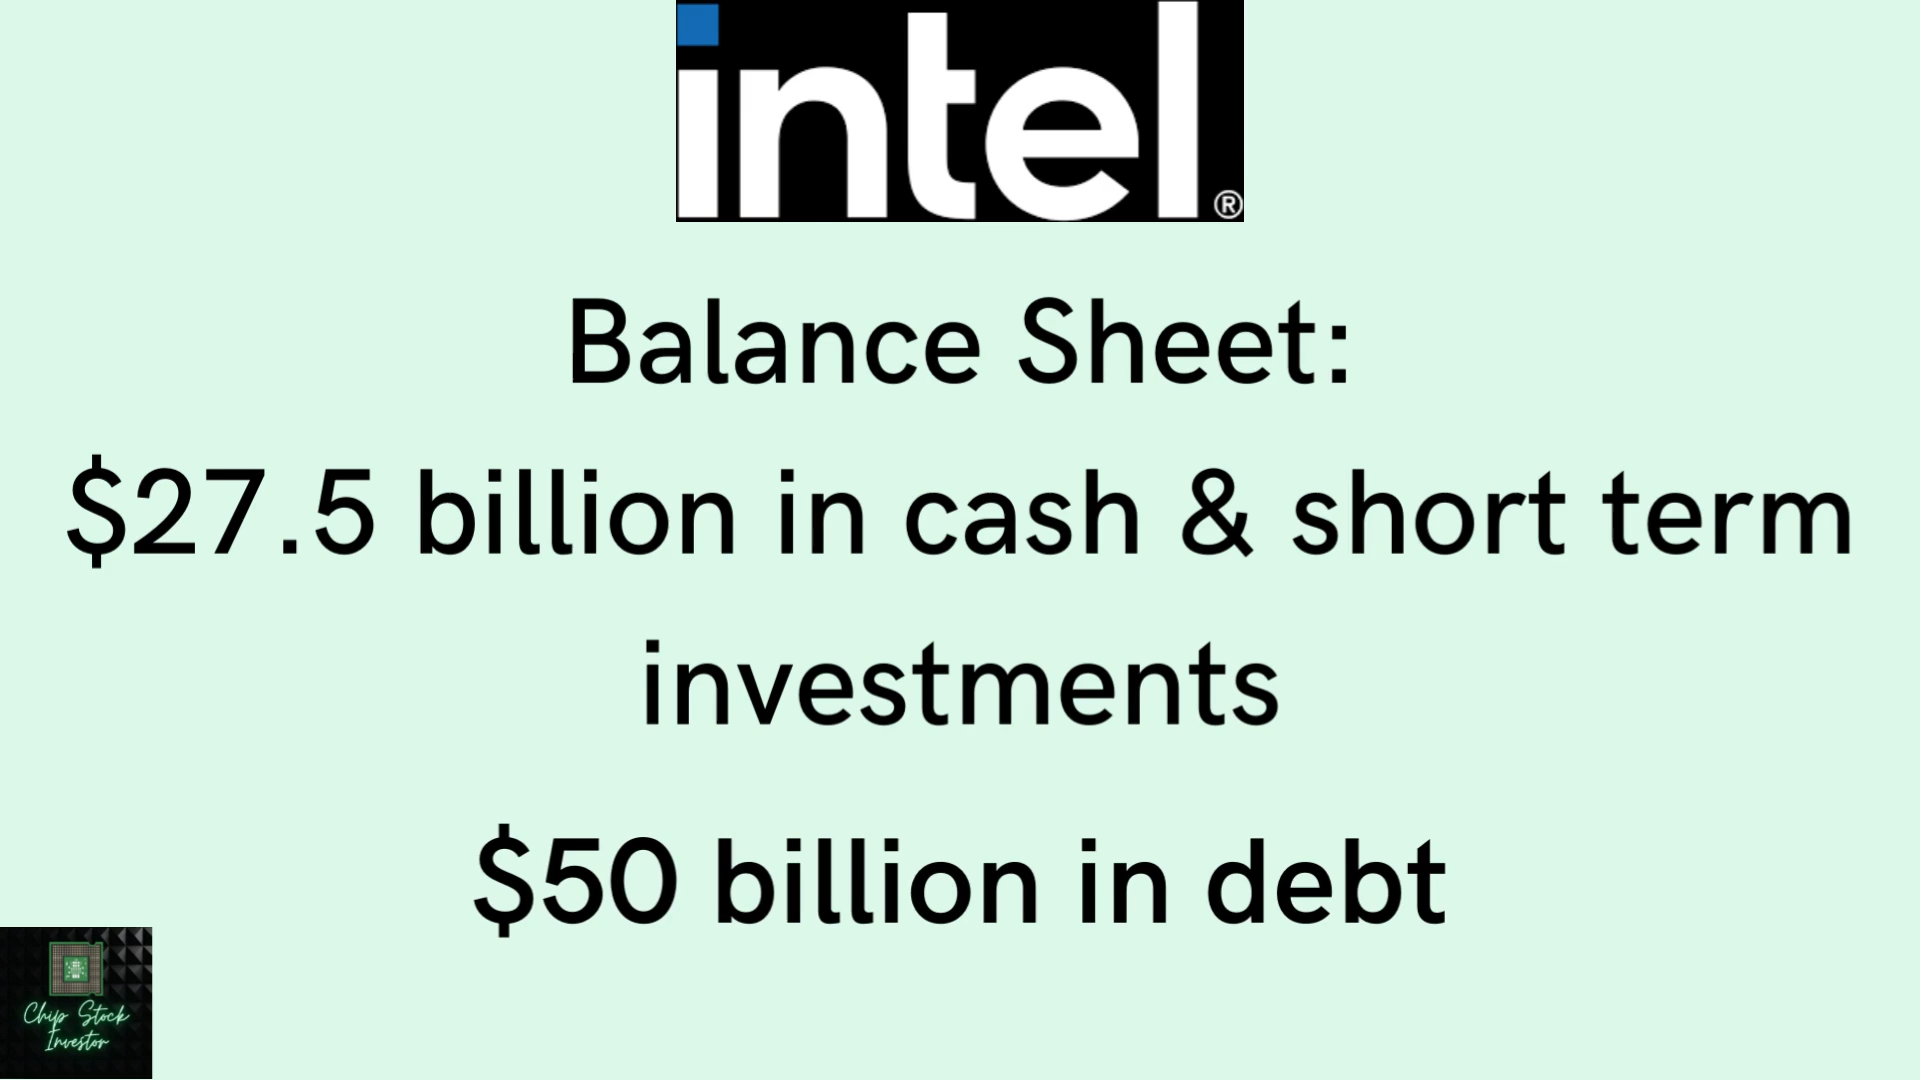 intel®
Balance Sheet:
$27.5 billion in cash & short term
investments
$50 billion in debt
Chip Stock
Investor